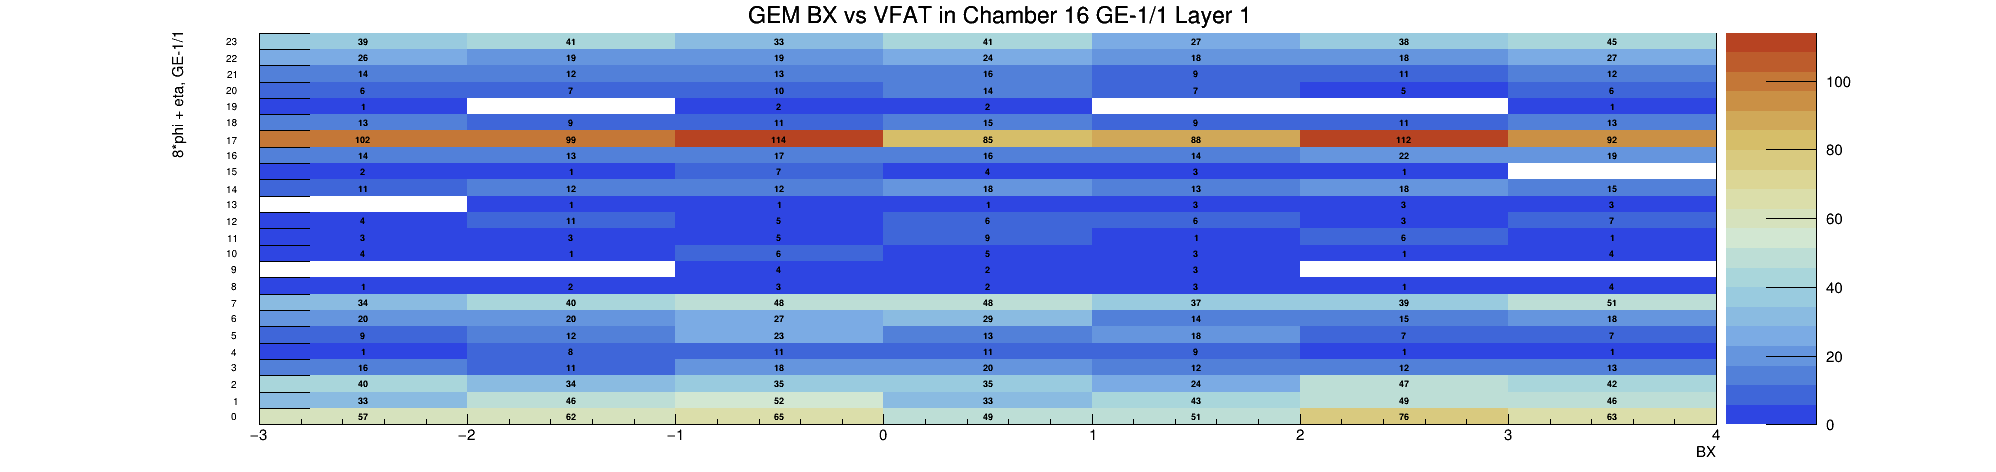 GEM BX vs VFAT in Chamber 16 GE-1/1 Layer 1
8*phi + eta, GE-1/1
23 39 41 33 41 27 38 45
22 26 19 19 24 18 18 27
21 14 12 13 16 9 11 12
20 6 7 10 14 7 5 6
19 1 2 2 1
18 13 9 11 15 9 11 13
17 102 99 114 85 88 112 92
16 14 13 17 16 14 22 19
15 2 1 7 4 3 1
14 11 12 12 18 13 18 15
13 1 1 1 3 3 3
12 4 11 5 6 6 3 7
11 3 3 5 9 1 6 1
10 4 1 6 5 3 1 4
9 4 2 3
8 1 2 3 2 3 1 4
7 34 40 48 48 37 39 51
6 20 20 27 29 14 15 18
5 9 12 23 13 18 7 7
4 1 8 11 11 9 1 1
3 16 11 18 20 12 12 13
2 40 34 35 35 24 47 42
1 33 46 52 33 43 49 46
0 57 62 65 49 51 76 63
−3 −2 −1 0 1 2 3 4
BX
100
80
60
40
20
0